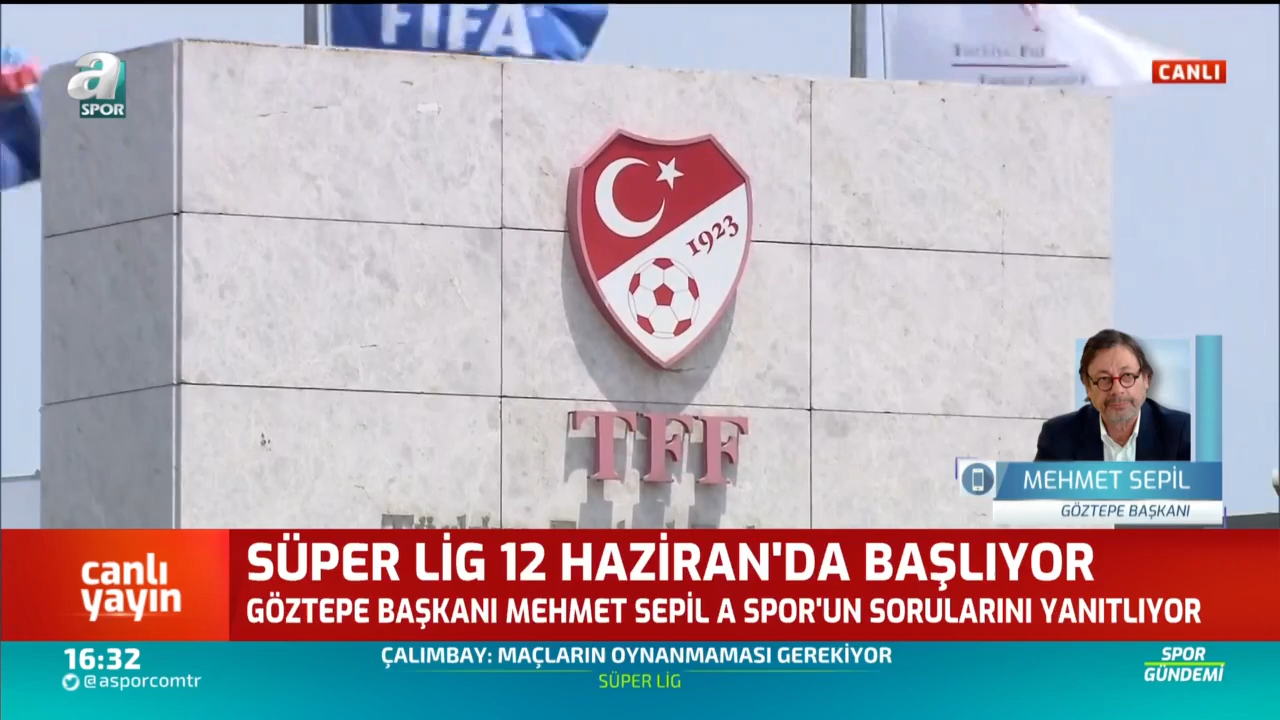 FIFA
a
SPOR
CANLI
1923
TFF
MEHMET SEPİL
GÖZTEPE BAŞKANI
canlı
yayın
SÜPER LİG 12 HAZİRAN'DA BAŞLIYOR
GÖZTEPE BAŞKANI MEHMET SEPİL A SPOR'UN SORULARINI YANITLIYOR
16:32
@asporcomtr
ÇALIMBAY: MAÇLARIN OYNANMAMASI GEREKİYOR
SÜPER LİG
SPOR
GÜNDEMİ